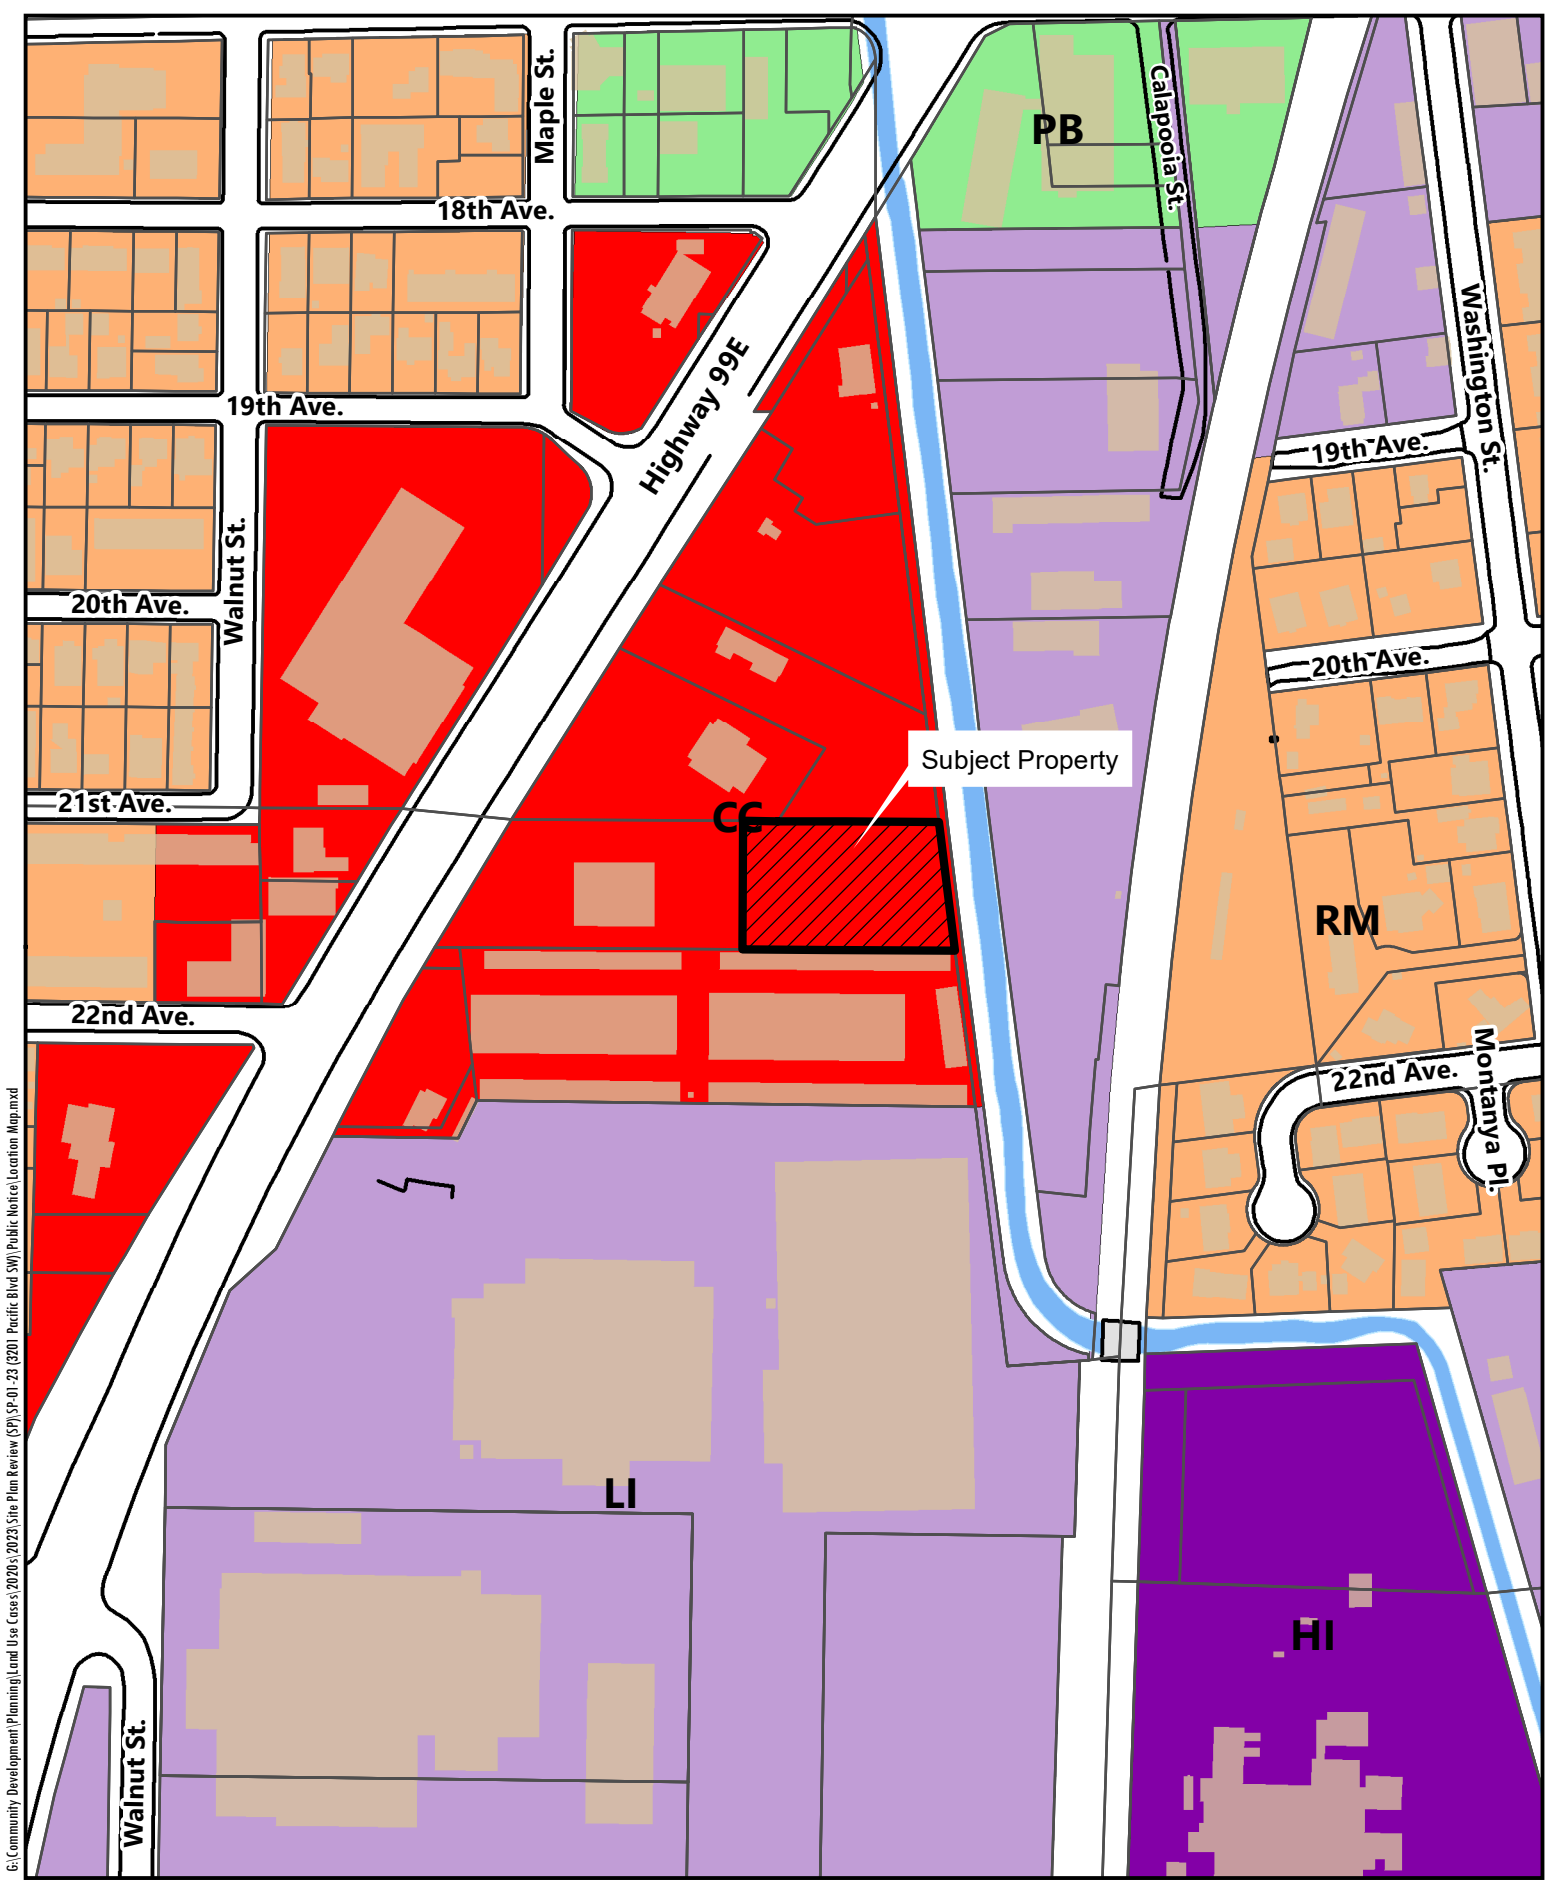 Maple St.
Calapooia St.
PB
18th Ave.
Highway 99E
Washington St.
19th Ave.
19th Ave.
Walnut St.
20th Ave.
20th Ave.
Subject Property
21st Ave.
CC
RM
22nd Ave.
22nd Ave.
Montanya Pl.
LI
HI
Walnut St.
G:\Community Development\Planning\Land Use Cases\2020s\2023\Site Plan Review (SP)\SP-01-23 (3201 Pacific Blvd SW)\Public Notice\Location Map.mxd